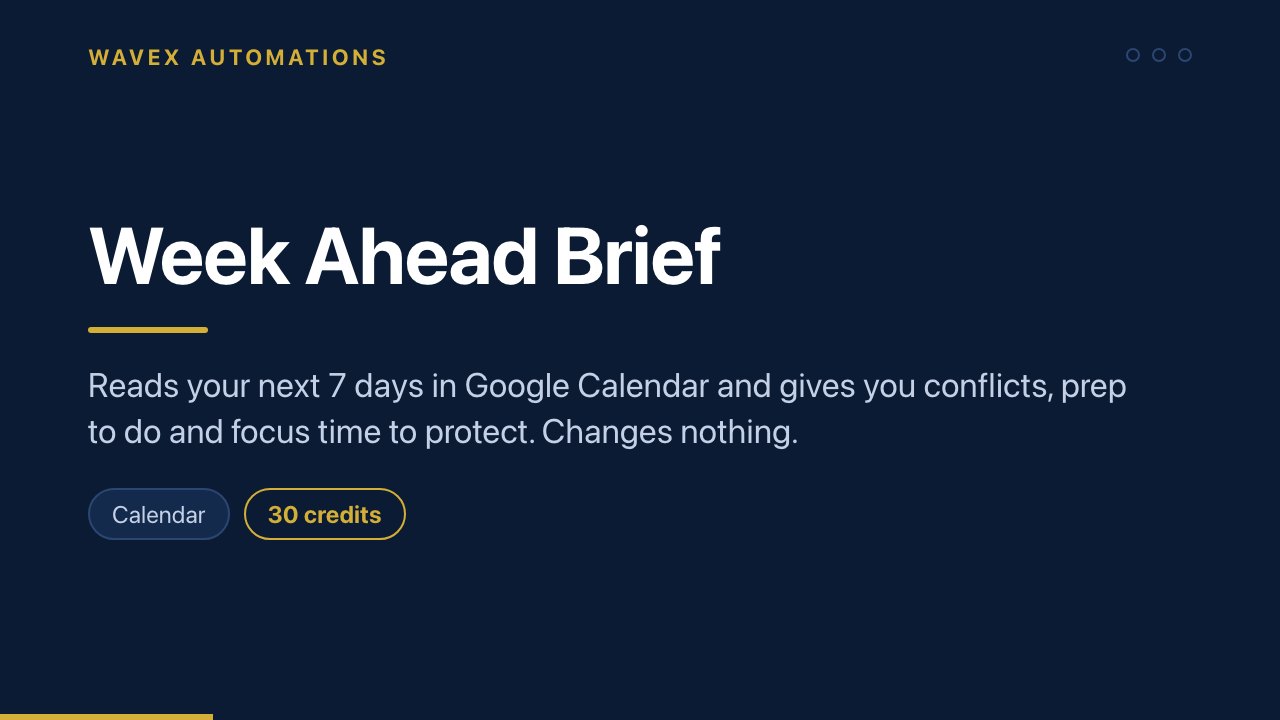 WAVEX AUTOMATIONS
Week Ahead Brief
Reads your next 7 days in Google Calendar and gives you conflicts, prep
to do and focus time to protect. Changes nothing.
Calendar
30 credits